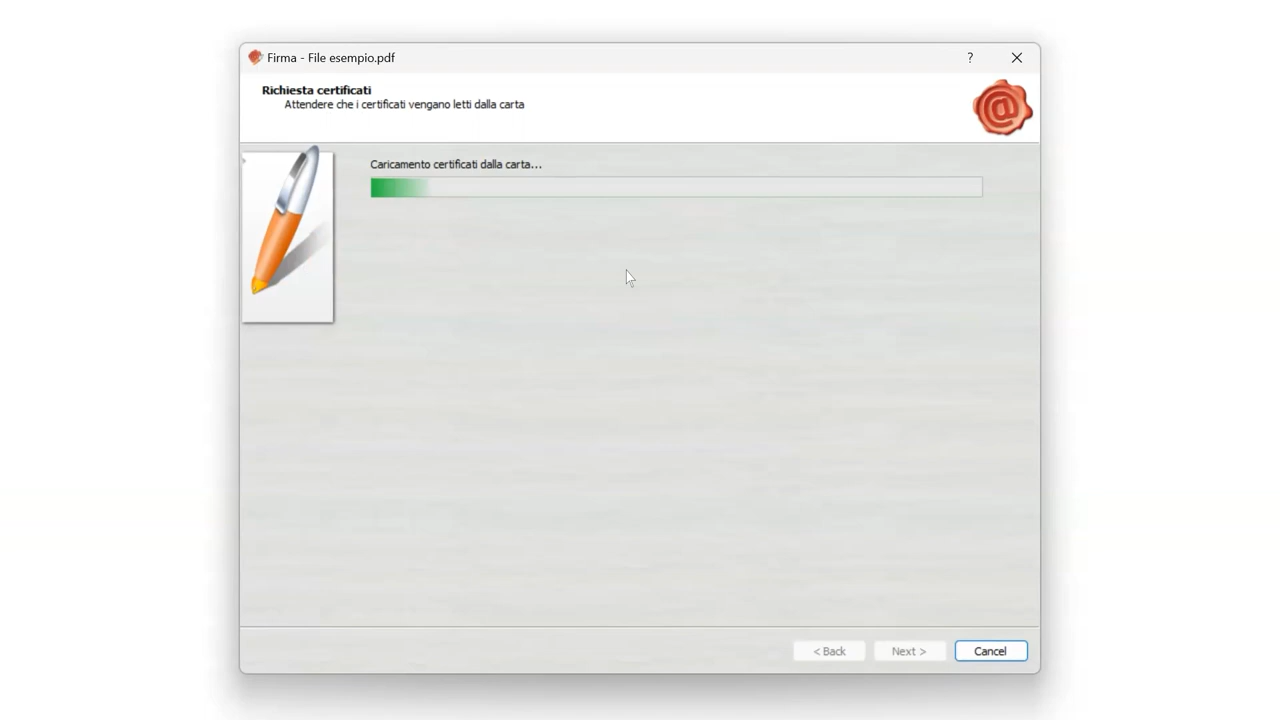 Firma - File esempio.pdf
?
Richiesta certificati
Attendere che i certificati vengano letti dalla carta
@
Caricamento certificati dalla carta...
< Back
Next >
Cancel